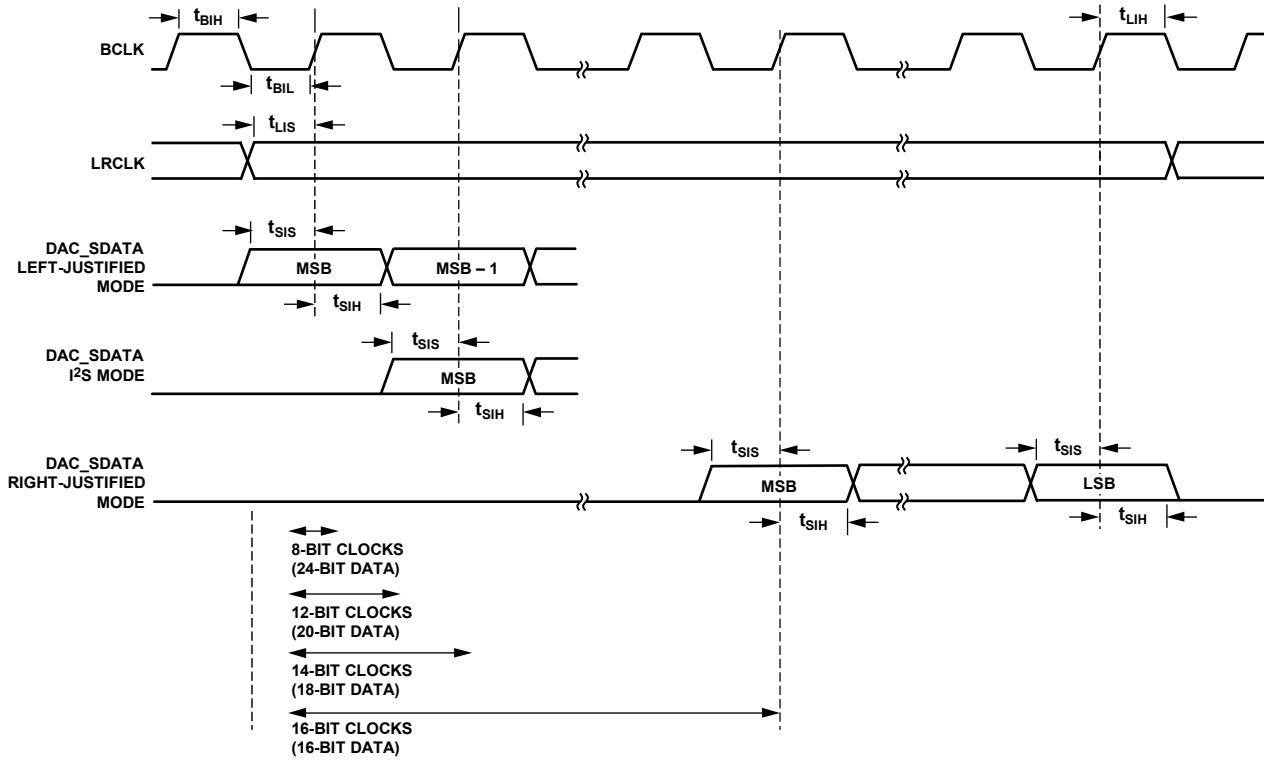 tBIH
tLIH
BCLK
tBIL
tLIS
LRCLK
tSIS
DAC_SDATA
LEFT-JUSTIFIED
MODE
MSB
MSB – 1
tSIH
tSIS
DAC_SDATA
I2S MODE
MSB
tSIH
DAC_SDATA
RIGHT-JUSTIFIED
MODE
tSIS
tSIS
MSB
LSB
tSIH
tSIH
8-BIT CLOCKS
(24-BIT DATA)
12-BIT CLOCKS
(20-BIT DATA)
14-BIT CLOCKS
(18-BIT DATA)
16-BIT CLOCKS
(16-BIT DATA)